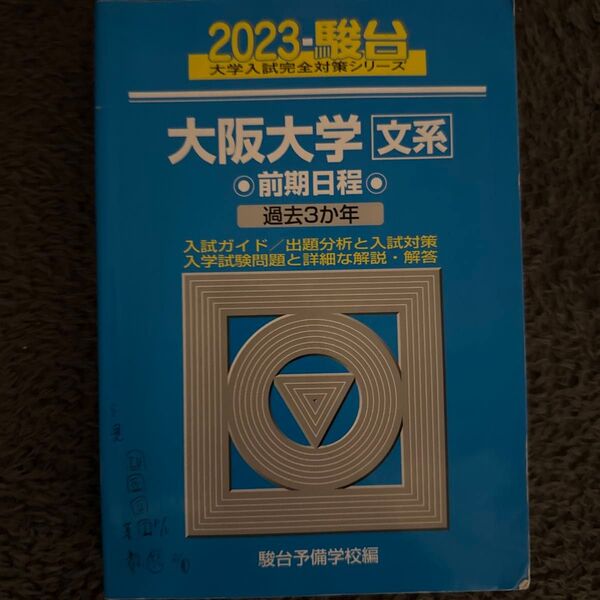 2023-駿台
大学入試完全対策シリーズ
大阪大学 文系
前期日程
過去3か年
入試ガイド/出題分析と入試対策
入学試験問題と詳細な解説・解答
駿台予備学校編